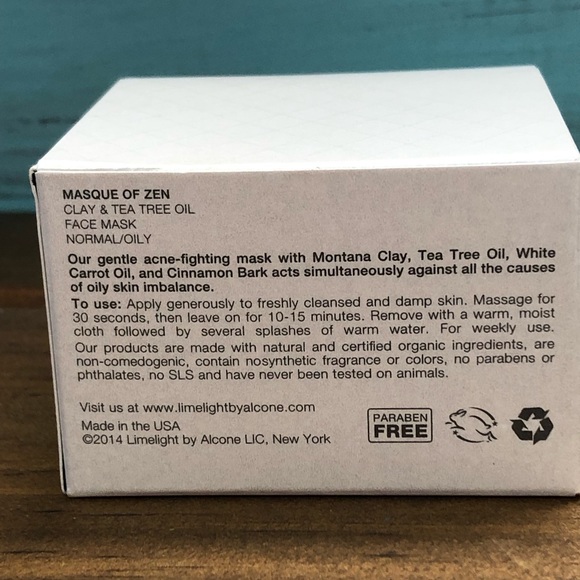 MASQUE OF ZEN
CLAY & TEA TREE OIL
FACE MASK
NORMAL/OILY
Our gentle acne-fighting mask with Montana Clay, Tea Tree Oil, White
Carrot Oil, and Cinnamon Bark acts simultaneously against all the causes
of oily skin imbalance.
To use: Apply generously to freshly cleansed and damp skin. Massage for
30 seconds, then leave on for 10-15 minutes. Remove with a warm, moist
cloth followed by several splashes of warm water. For weekly use.
Our products are made with natural and certified organic ingredients, are
non-comedogenic, contain nosynthetic fragrance or colors, no parabens or
phthalates, no SLS and have never been tested on animals.
Visit us at www.limelightbyalcone.com
Made in the USA
©2014 Limelight by Alcone LIC, New York
PARABEN
FREE